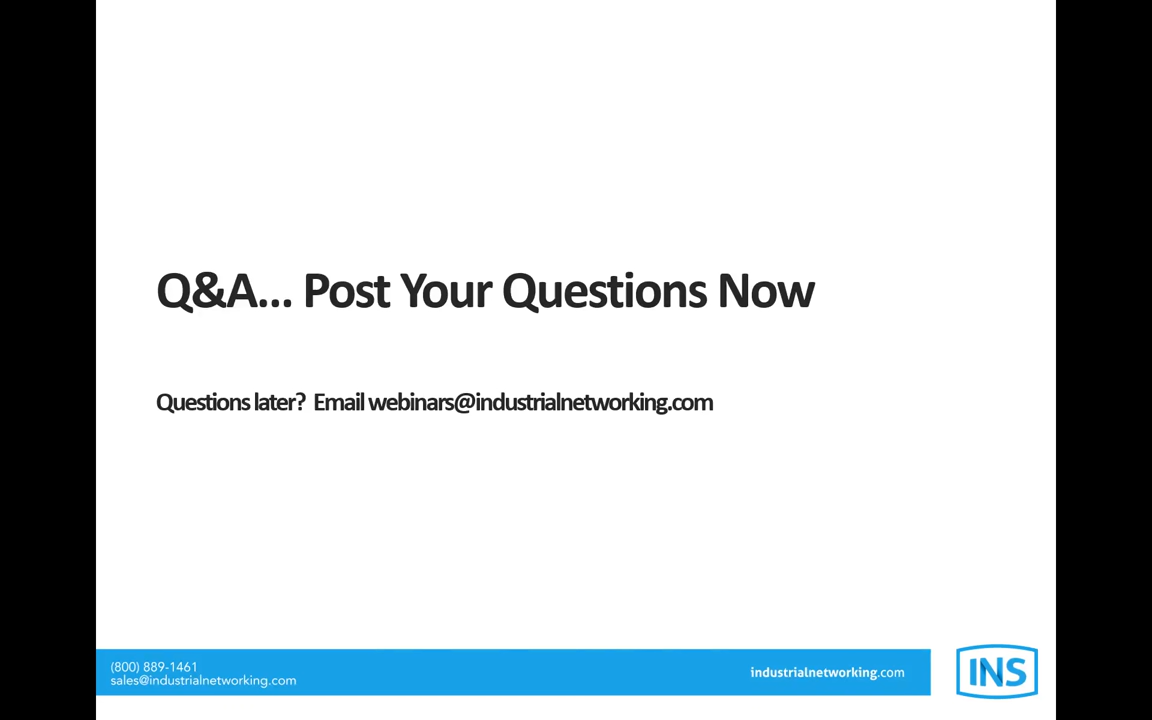 Q&A... Post Your Questions Now
Questions later?  Email webinars@industrialnetworking.com
(800) 889-1461
sales@industrialnetworking.com
industrialnetworking.com
INS